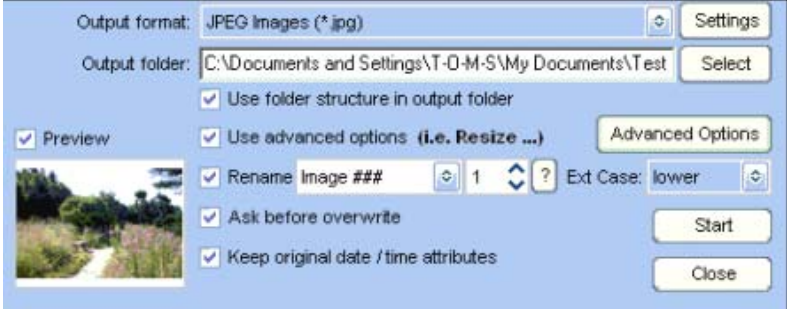 Output format: JPEG Images (*.jpg) Settings
Output folder: C:\Documents and Settings\T-O-M-S\My Documents\Test Select
Use folder structure in output folder
Preview Use advanced options (i.e. Resize ...) Advanced Options
Rename Image ### 1 ? Ext Case: lower
Ask before overwrite Start
Keep original date / time attributes
Close